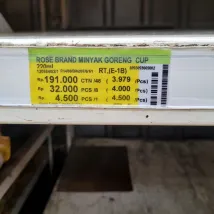 ROSE BRAND MINYAK GORENG CUP
220ml
RT,(E-1B)
Rp 191.000 CTN /48 ( 3.979 /Pcs)
Rp 32.000 PCS /8 ( 4.000 /Pcs)
Rp 4.500 PCS /1 ( 4.500 /Pcs)